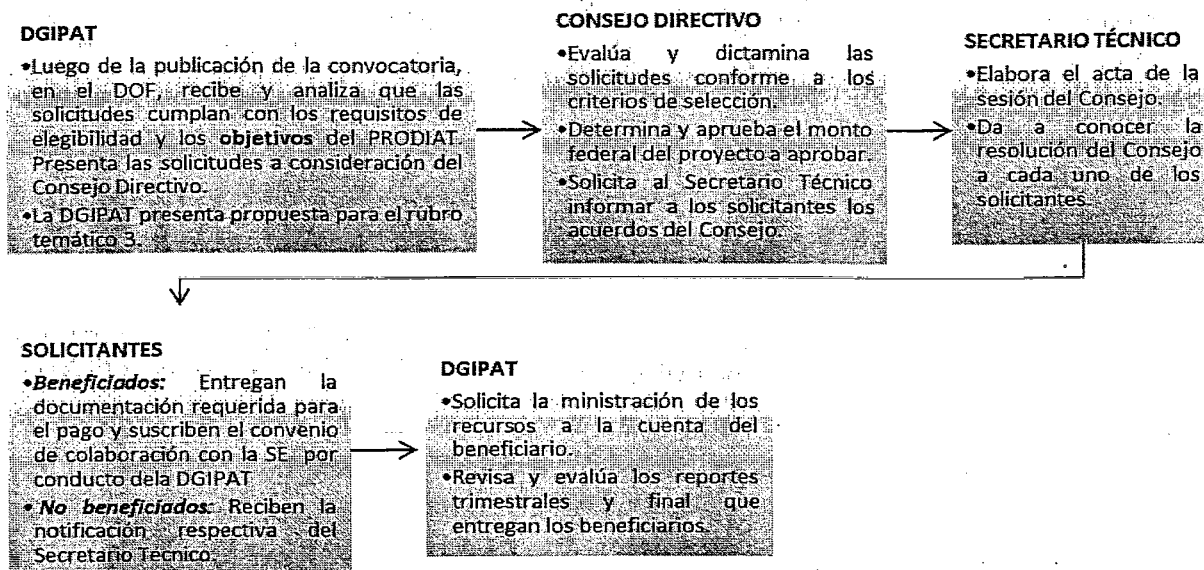 DGIPAT
•Luego de la publicación de la convocatoria,
en el DOF, recibe y analiza que las
solicitudes cumplan con los requisitos de
elegibilidad y los objetivos del PRODIAT.
Presenta las solicitudes a consideración del
Consejo Directivo.
•La DGIPAT presenta propuesta para el rubro
temático 3.
CONSEJO DIRECTIVO
•Evalúa y dictamina las
solicitudes conforme a los
criterios de selección.
•Determina y aprueba el monto
federal del proyecto a aprobar.
•Solicita al Secretario Técnico
informar a los solicitantes los
acuerdos del Consejo.
SECRETARIO TÉCNICO
•Elabora el acta de la
sesión del Consejo.
•Da a conocer la
resolución del Consejo
a cada uno de los
solicitantes
SOLICITANTES
•Beneficiados: Entregan la
documentación requerida para
el pago y suscriben el convenio
de colaboración con la SE por
conducto dela DGIPAT
• No beneficiados: Reciben la
notificación respectiva del
Secretario Técnico.
DGIPAT
•Solicita la ministración de los
recursos a la cuenta del
beneficiario.
•Revisa y evalúa los reportes
trimestrales y final que
entregan los beneficiarios.